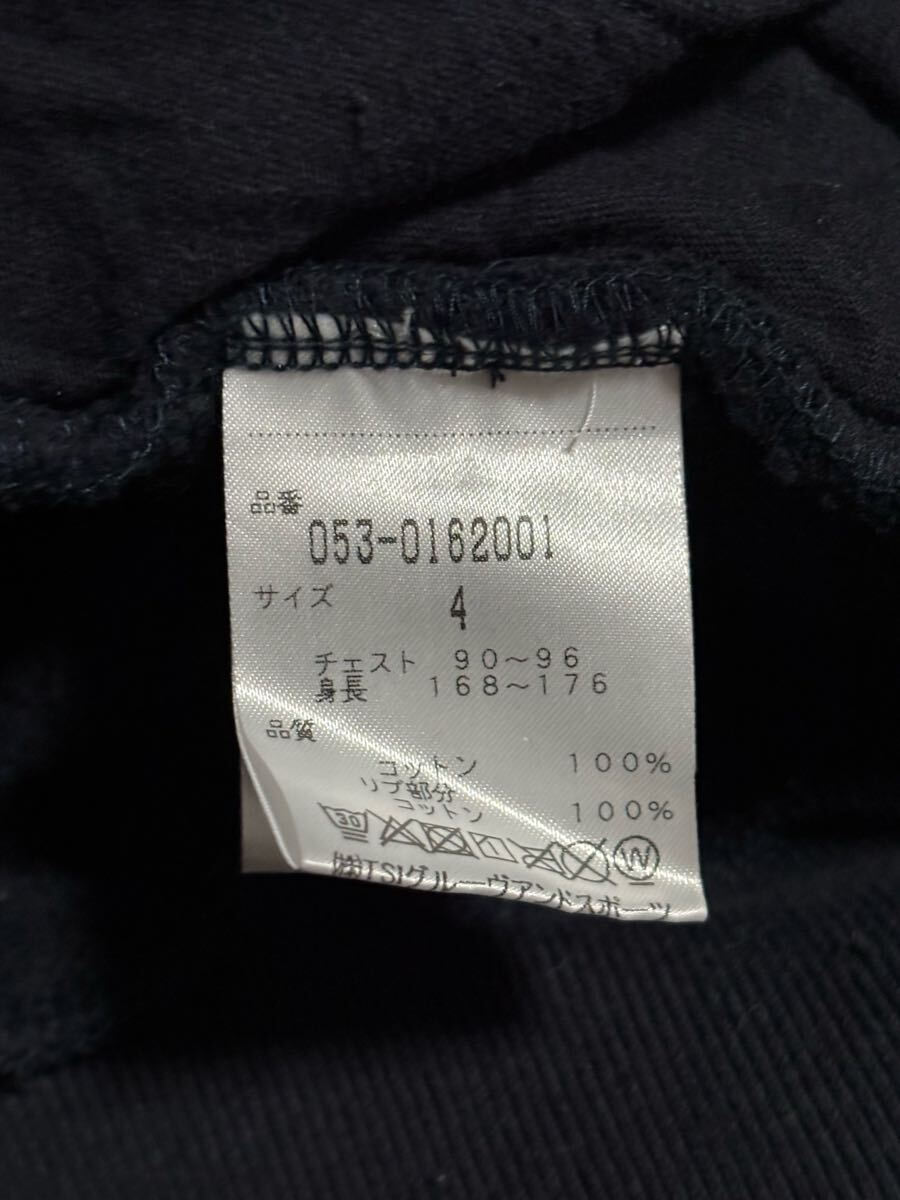 品番
053-0162001
サイズ 4
チェスト 90～96
身長 168～176
品質
コットン 100%
リブ部分
コットン 100%
30 W
㈱TSIグルーヴアンドスポーツ